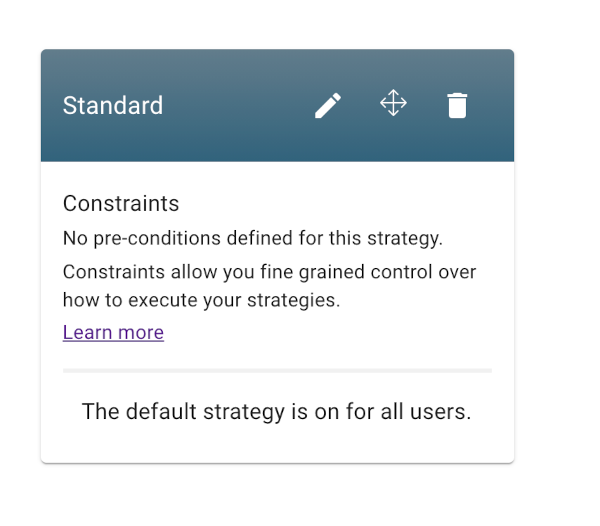 Standard
Constraints
No pre-conditions defined for this strategy.
Constraints allow you fine grained control over
how to execute your strategies.
Learn more
The default strategy is on for all users.